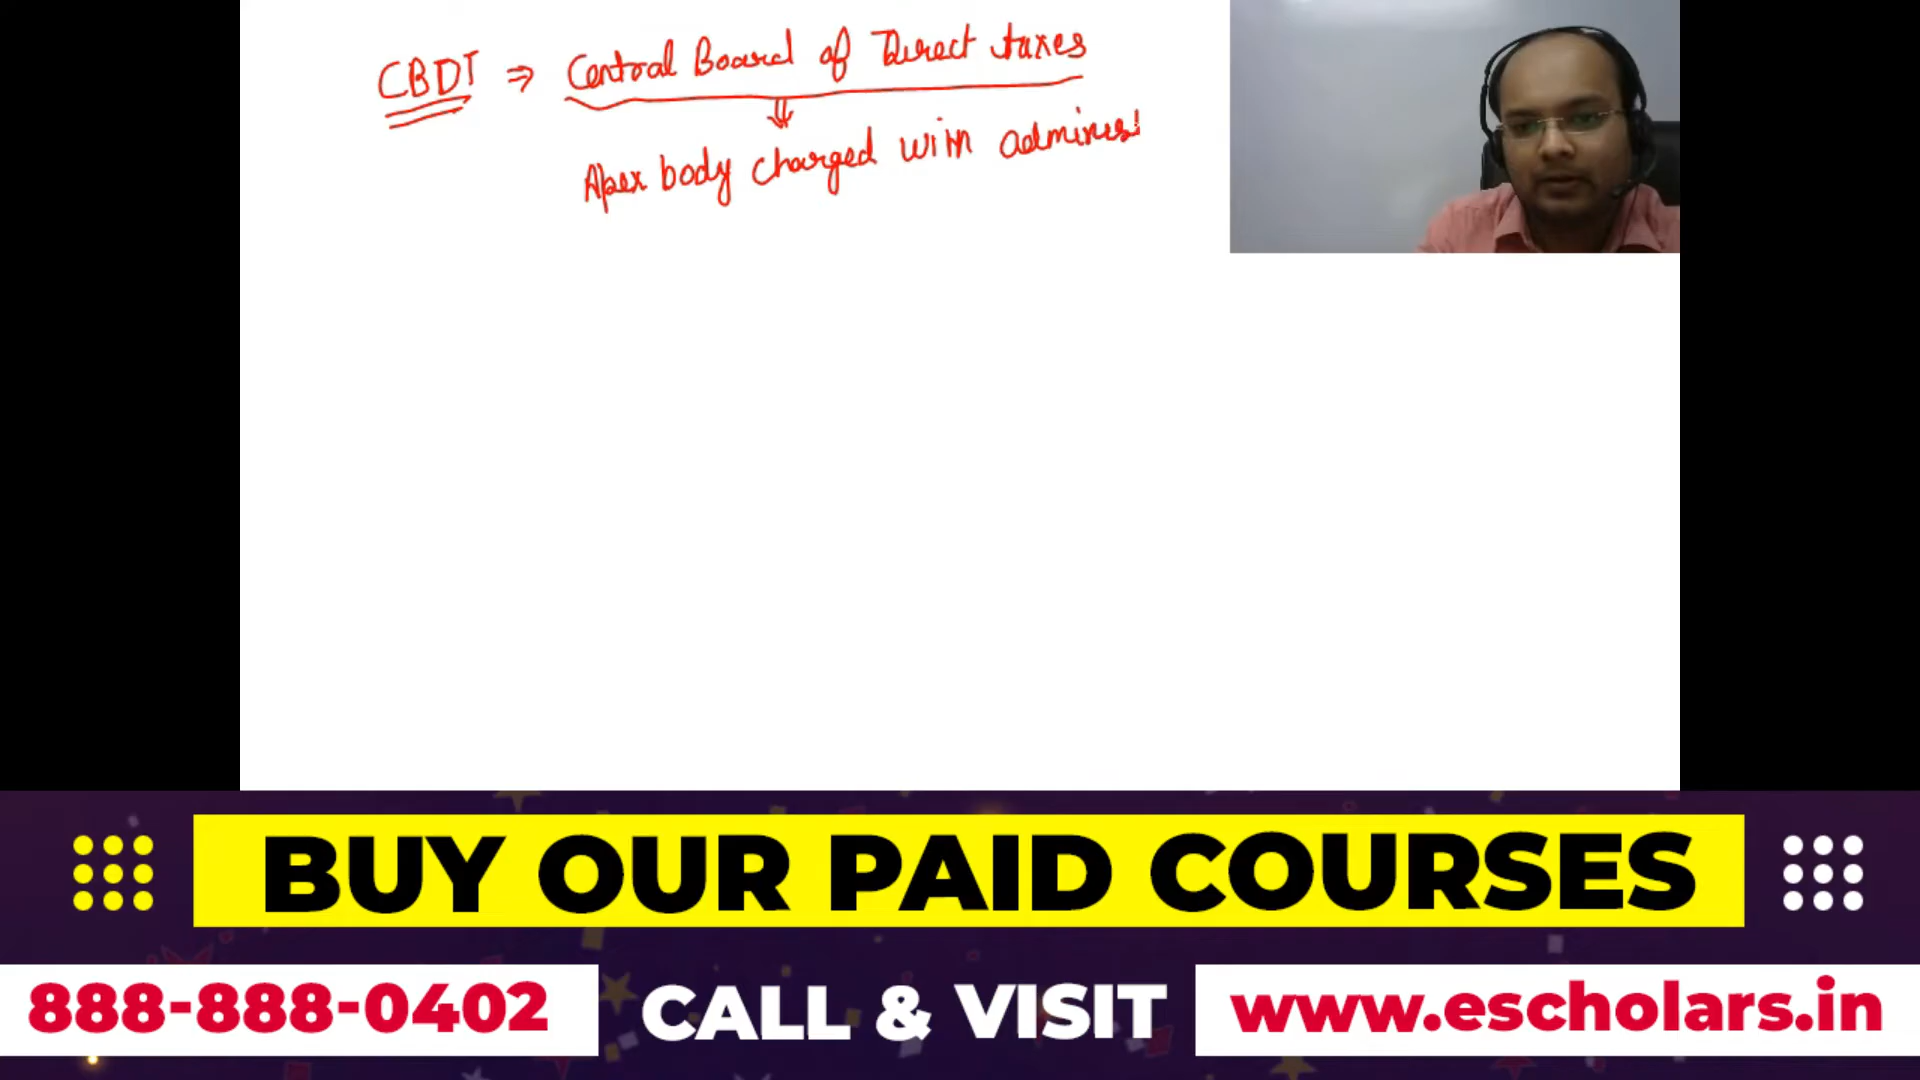 CBDT ⇒ Central Board of Direct taxes
Apex body charged with
BUY OUR PAID COURSES
888-888-0402 CALL & VISIT www.escholars.in